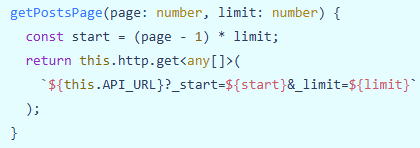 getPostsPage(page: number, limit: number) {
  const start = (page - 1) * limit;
  return this.http.get<any[]>(
    `${this.API_URL}?_start=${start}&_limit=${limit}`
  );
}